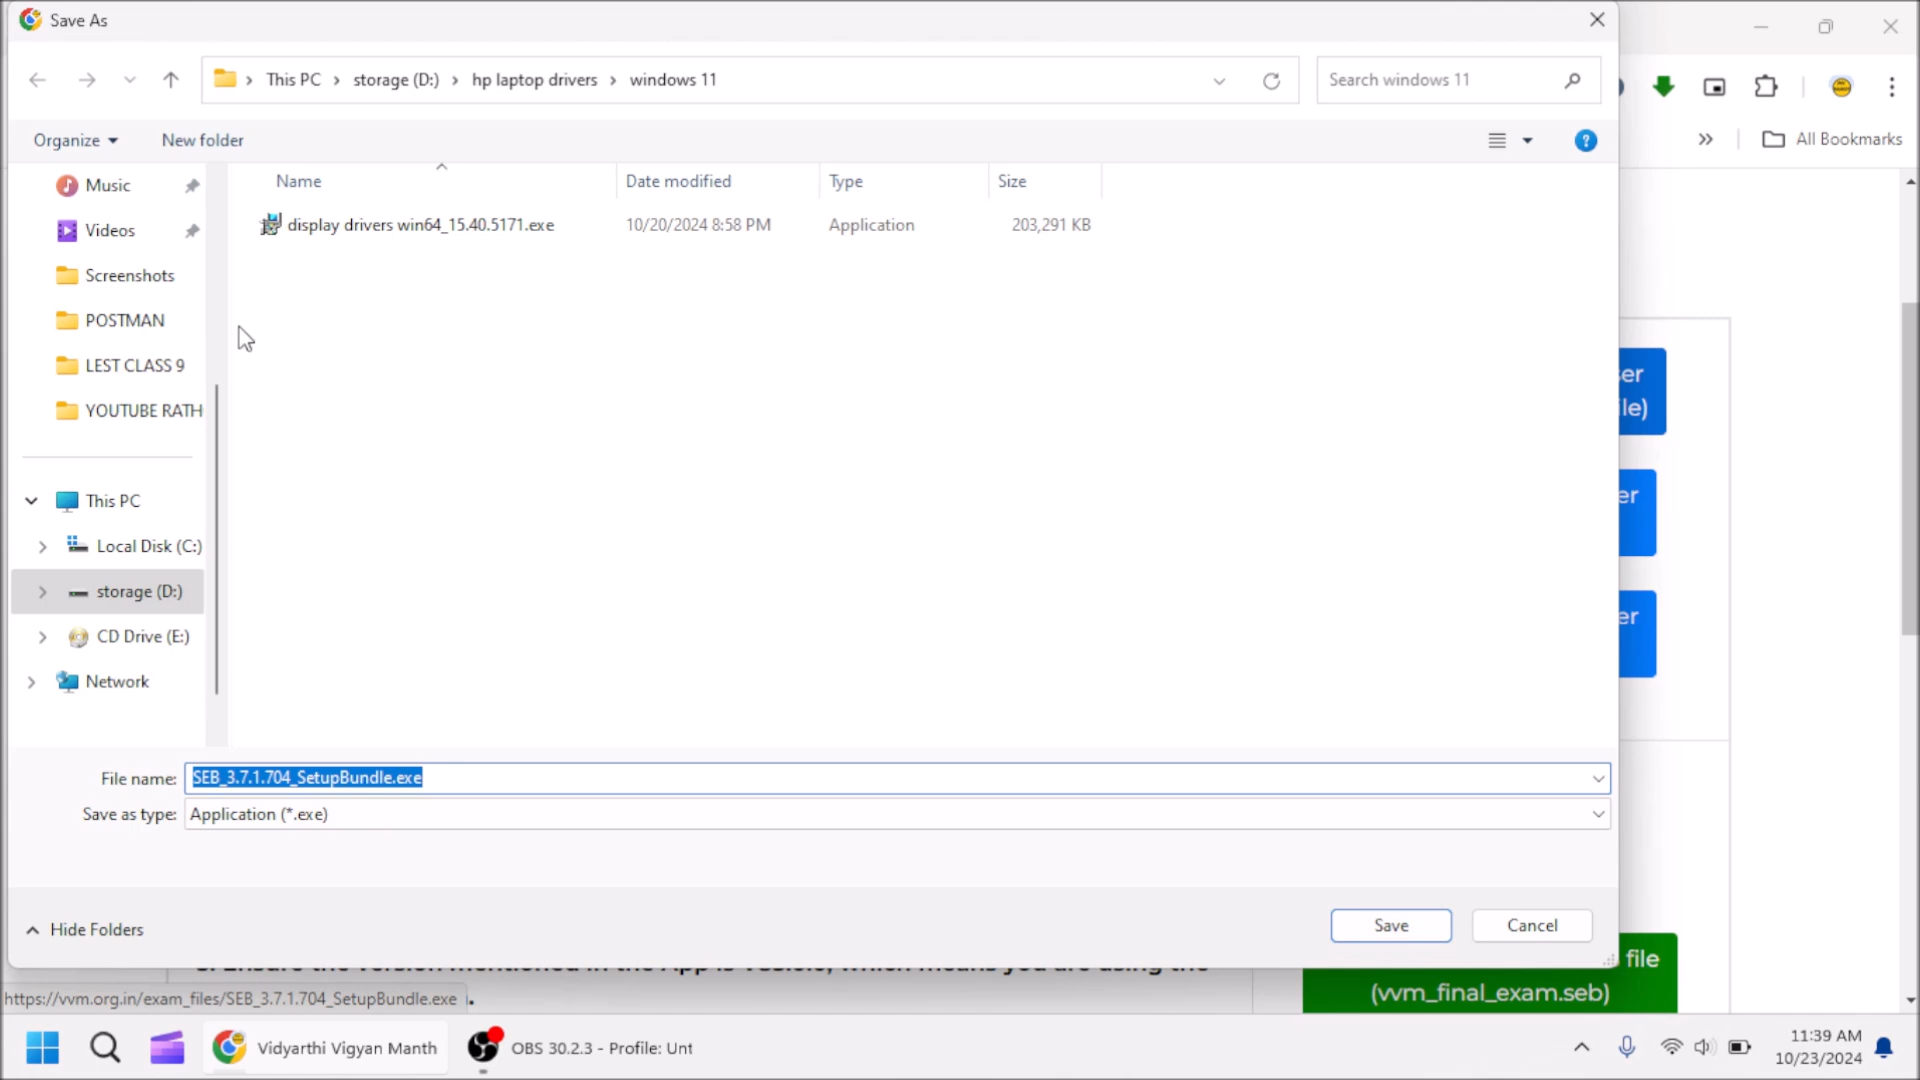 Save As
This PC > storage (D:) > hp laptop drivers > windows 11
Search windows 11
Organize
New folder
All Bookmarks
Name
Date modified
Type
Size
display drivers win64_15.40.5171.exe
10/20/2024 8:58 PM
Application
203,291 KB
Music
Videos
Screenshots
POSTMAN
LEST CLASS 9
YOUTUBE RATH
This PC
Local Disk (C:)
storage (D:)
CD Drive (E:)
Network
er
ile)
er
er
File name: SEB_3.7.1.704_SetupBundle.exe
Save as type: Application (*.exe)
Hide Folders
Save
Cancel
file
(vvm_final_exam.seb)
https://vvm.org.in/exam_files/SEB_3.7.1.704_SetupBundle.exe
Vidyarthi Vigyan Manth
OBS 30.2.3 - Profile: Unt
11:39 AM
10/23/2024